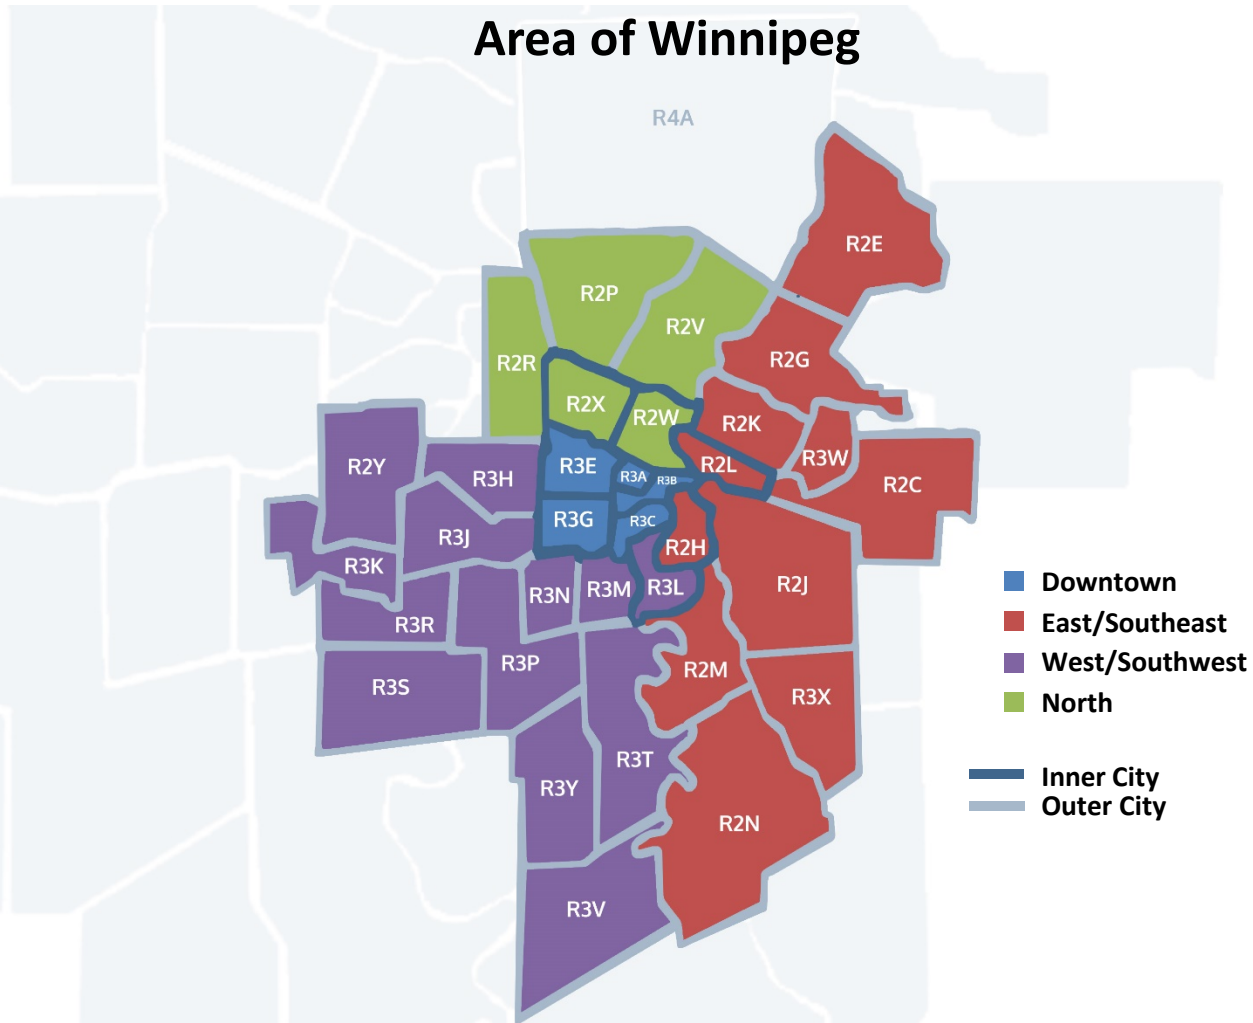 Area of Winnipeg
R4A
R2E
R2P
R2V
R2G
R2R
R2X
R2W
R2K
R3W
R2Y
R3H
R3E
R3A
R3B
R2L
R2C
R3G
R3C
R3J
R2H
R3K
R3N
R3M
R3L
R2J
R3R
R3P
R2M
R3S
R3X
R3T
R3Y
R2N
R3V
Downtown
East/Southeast
West/Southwest
North
Inner City
Outer City